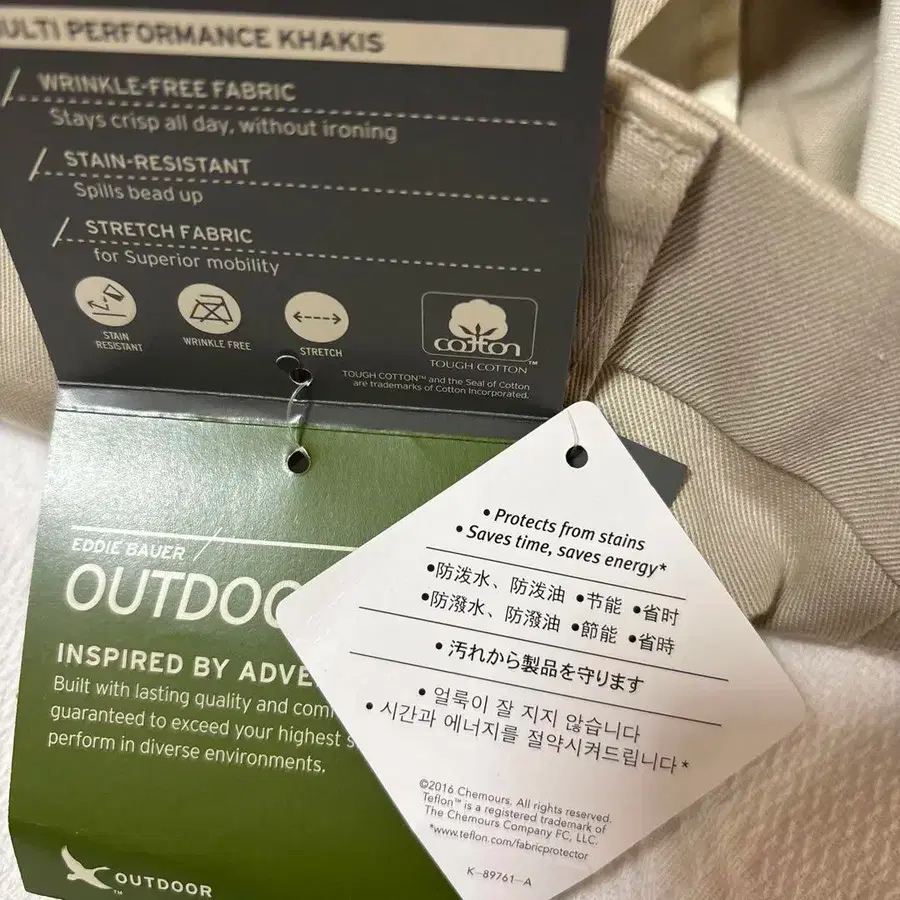 MULTI PERFORMANCE KHAKIS
WRINKLE-FREE FABRIC
Stays crisp all day, without ironing
STAIN-RESISTANT
Spills bead up
STRETCH FABRIC
for Superior mobility
STAIN
RESISTANT
WRINKLE FREE
STRETCH
cotton™
TOUGH COTTON
TOUGH COTTON™ and the Seal of Cotton
are trademarks of Cotton Incorporated.
EDDIE BAUER
OUTDOO
INSPIRED BY ADVE
Built with lasting quality and com
guaranteed to exceed your highest s
perform in diverse environments.
OUTDOOR
™
• Protects from stains
• Saves time, saves energy*
•防泼水、防泼油 •节能 •省时
•防潑水、防潑油 •節能 •省時
• 汚れから製品を守ります
• 얼룩이 잘 지지 않습니다
• 시간과 에너지를 절약시켜드립니다*
©2016 Chemours. All rights reserved.
Teflon™ is a registered trademark of
The Chemours Company FC, LLC.
*www.teflon.com/fabricprotector
K-89761-A